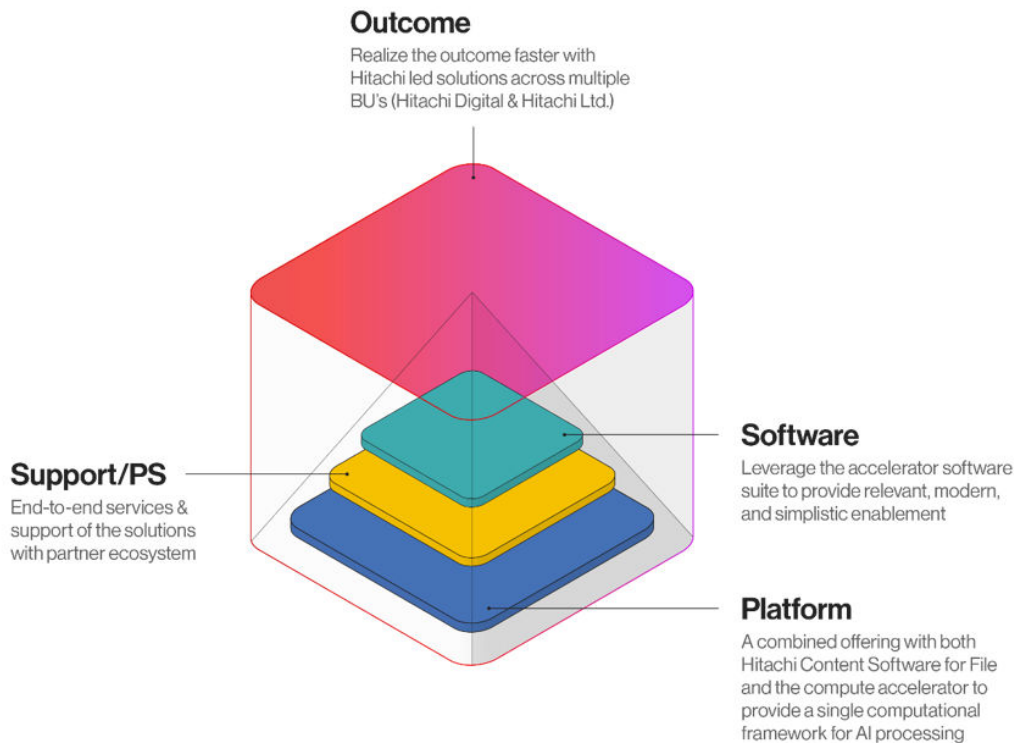 Outcome
Realize the outcome faster with
Hitachi led solutions across multiple
BU's (Hitachi Digital & Hitachi Ltd.)
Support/PS
End-to-end services &
support of the solutions
with partner ecosystem
Software
Leverage the accelerator software
suite to provide relevant, modern,
and simplistic enablement
Platform
A combined offering with both
Hitachi Content Software for File
and the compute accelerator to
provide a single computational
framework for AI processing